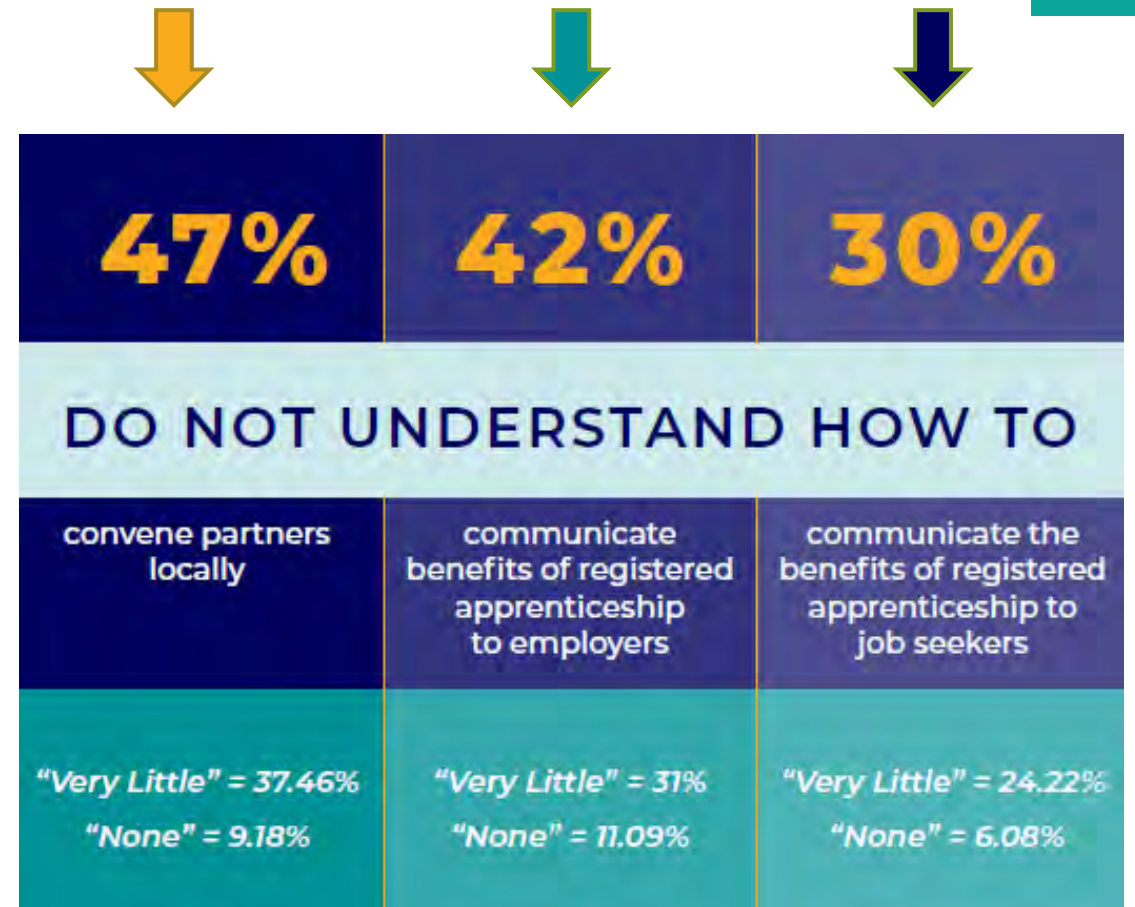 47%
42%
30%
DO NOT UNDERSTAND HOW TO
convene partners
locally
communicate
benefits of registered
apprenticeship
to employers
communicate the
benefits of registered
apprenticeship to
job seekers
“Very Little” = 37.46%
“None” = 9.18%
“Very Little” = 31%
“None” = 11.09%
“Very Little” = 24.22%
“None” = 6.08%